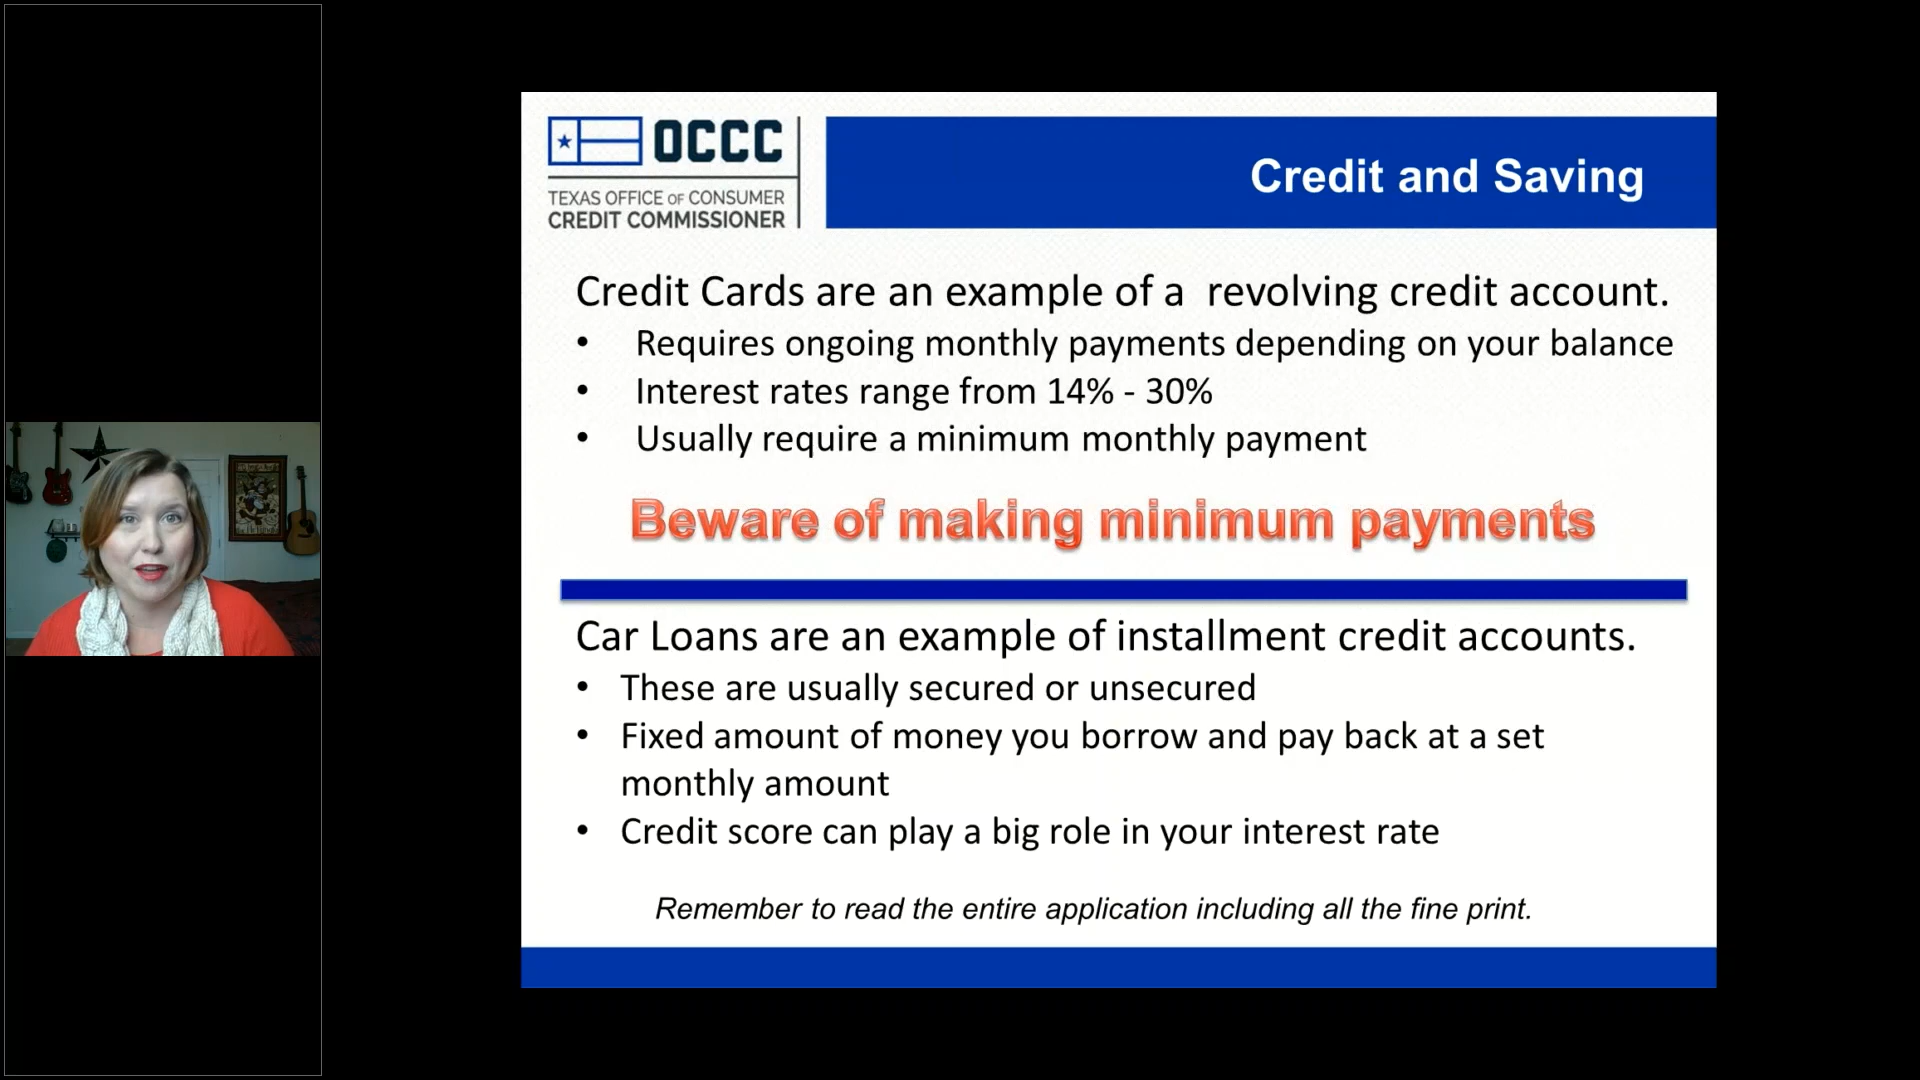 OCCC
TEXAS OFFICE OF CONSUMER
CREDIT COMMISSIONER
Credit and Saving
Credit Cards are an example of a  revolving credit account.
• Requires ongoing monthly payments depending on your balance
• Interest rates range from 14% - 30%
• Usually require a minimum monthly payment
Beware of making minimum payments
Car Loans are an example of installment credit accounts.
• These are usually secured or unsecured
• Fixed amount of money you borrow and pay back at a set
monthly amount
• Credit score can play a big role in your interest rate
Remember to read the entire application including all the fine print.